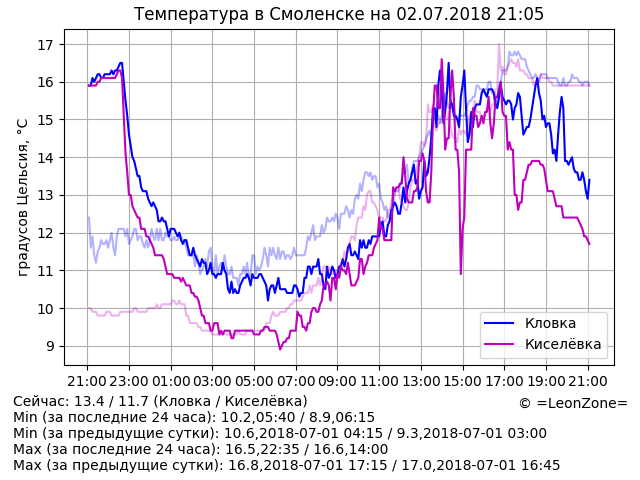 Температура в Смоленске на 02.07.2018 21:05
градусов Цельсия, °C
17
16
15
14
13
12
11
10
9
21:00 23:00 01:00 03:00 05:00 07:00 09:00 11:00 13:00 15:00 17:00 19:00 21:00
Кловка
Киселёвка
Сейчас: 13.4 / 11.7 (Кловка / Киселёвка)
© =LeonZone=
Min (за последние 24 часа): 10.2,05:40 / 8.9,06:15
Min (за предыдущие сутки): 10.6,2018-07-01 04:15 / 9.3,2018-07-01 03:00
Max (за последние 24 часа): 16.5,22:35 / 16.6,14:00
Max (за предыдущие сутки): 16.8,2018-07-01 17:15 / 17.0,2018-07-01 16:45